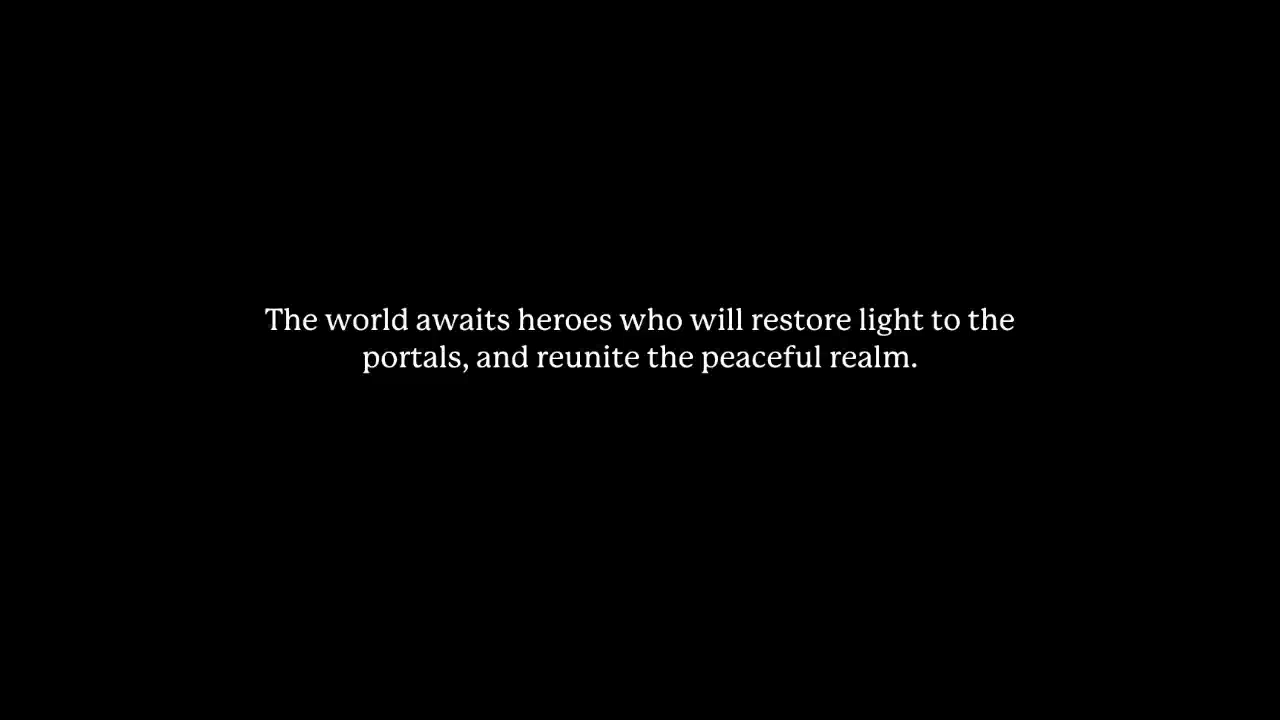 The world awaits heroes who will restore light to the
portals, and reunite the peaceful realm.